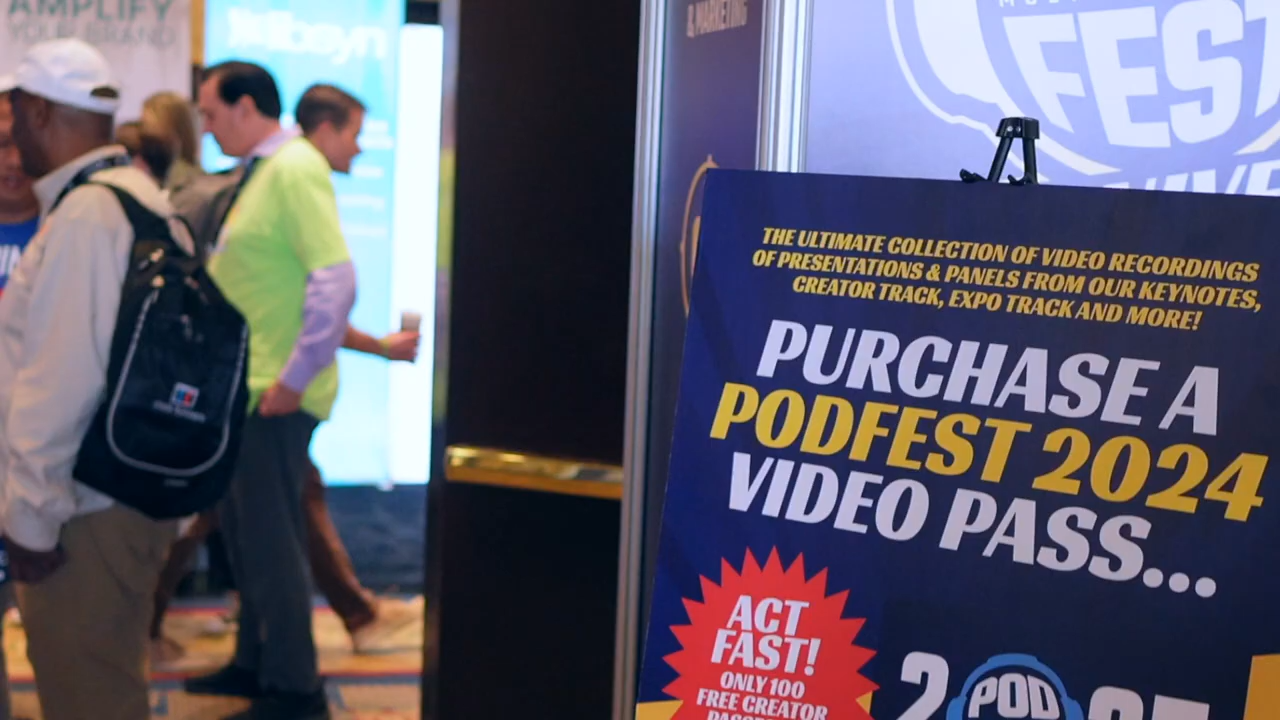 AMPLIFY
YOUR BRAND
libsyn
& MARKETING
FEST
THE ULTIMATE COLLECTION OF VIDEO RECORDINGS
OF PRESENTATIONS & PANELS FROM OUR KEYNOTES,
CREATOR TRACK, EXPO TRACK AND MORE!
PURCHASE A
PODFEST 2024
VIDEO PASS...
ACT
FAST!
ONLY 100
FREE CREATOR
POD